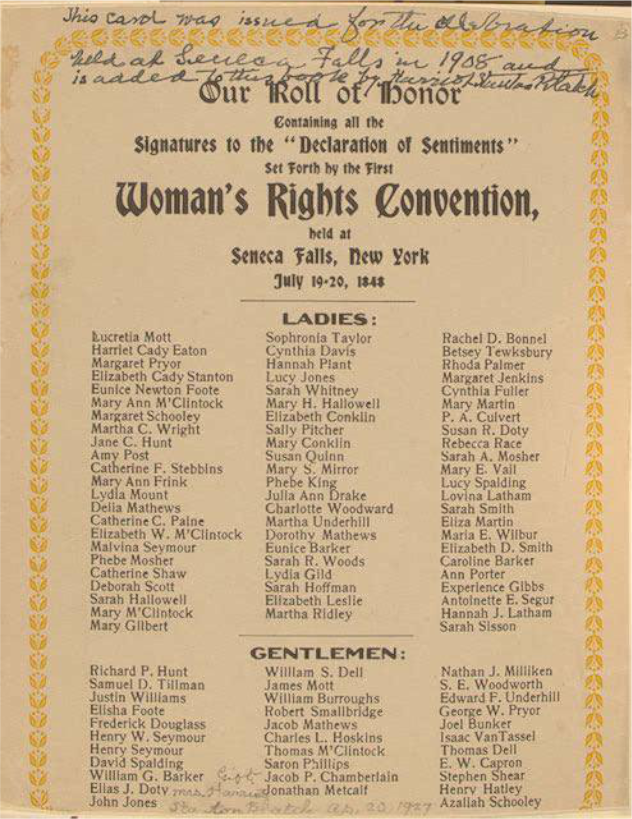 This card was issued for the celebration
held at Seneca Falls in 1908 and
is added to this book by Harriot Stanton Blatch
Our Roll of Honor
Containing all the
Signatures to the "Declaration of Sentiments"
Set Forth by the First
Woman's Rights Convention,
held at
Seneca Falls, New York
July 19-20, 1848
LADIES:
Lucretia Mott
Harriet Cady Eaton
Margaret Pryor
Elizabeth Cady Stanton
Eunice Newton Foote
Mary Ann M'Clintock
Margaret Schooley
Martha C. Wright
Jane C. Hunt
Amy Post
Catherine F. Stebbins
Mary Ann Frink
Lydia Mount
Delia Mathews
Catherine C. Paine
Elizabeth W. M'Clintock
Malvina Seymour
Phebe Mosher
Catherine Shaw
Deborah Scott
Sarah Hallowell
Mary M'Clintock
Mary Gilbert
Sophronia Taylor
Cynthia Davis
Hannah Plant
Lucy Jones
Sarah Whitney
Mary H. Hallowell
Elizabeth Conklin
Sally Pitcher
Mary Conklin
Susan Quinn
Mary S. Mirror
Phebe King
Julia Ann Drake
Charlotte Woodward
Martha Underhill
Dorothy Mathews
Eunice Barker
Sarah R. Woods
Lydia Gild
Sarah Hoffman
Elizabeth Leslie
Martha Ridley
Rachel D. Bonnel
Betsey Tewksbury
Rhoda Palmer
Margaret Jenkins
Cynthia Fuller
Mary Martin
P. A. Culvert
Susan R. Doty
Rebecca Race
Sarah A. Mosher
Mary E. Vail
Lucy Spalding
Lovina Latham
Sarah Smith
Eliza Martin
Maria E. Wilbur
Elizabeth D. Smith
Caroline Barker
Ann Porter
Experience Gibbs
Antoinette E. Segur
Hannah J. Latham
Sarah Sisson
GENTLEMEN:
Richard P. Hunt
Samuel D. Tillman
Justin Williams
Elisha Foote
Frederick Douglass
Henry W. Seymour
Henry Seymour
David Spalding
William G. Barker
Elias J. Doty
John Jones
William S. Dell
James Mott
William Burroughs
Robert Smallbridge
Jacob Mathews
Charles L. Hoskins
Thomas M'Clintock
Saron Phillips
Jacob P. Chamberlain
Jonathan Metcalf
Nathan J. Milliken
S. E. Woodworth
Edward F. Underhill
George W. Pryor
Joel Bunker
Isaac VanTassel
Thomas Dell
E. W. Capron
Stephen Shear
Henry Hatley
Azaliah Schooley
Gift
Mrs. Harriot
Stanton Blatch Ap. 20, 1937